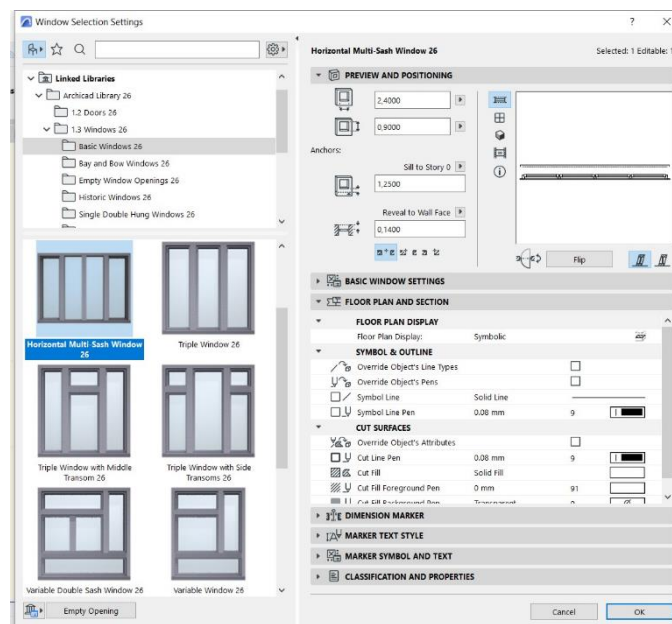 Window Selection Settings
? ×
Linked Libraries
Archicad Library 26
1.2 Doors 26
1.3 Windows 26
Basic Windows 26
Bay and Bow Windows 26
Empty Window Openings 26
Historic Windows 26
Single Double Hung Windows 26
Horizontal Multi Sash Window
26
Triple Window 26
Triple Window with Middle
Transom 26
Triple Window with Side
Transoms 26
Variable Double Sash Window 26
Variable Window 26
Empty Opening
Horizontal Multi-Sash Window 26
Selected: 1 Editable:
PREVIEW AND POSITIONING
2,4000
0,9000
Anchors:
Sill to Story 0
1,2500
Reveal to Wall Face
0,1400
Flip
BASIC WINDOW SETTINGS
FLOOR PLAN AND SECTION
FLOOR PLAN DISPLAY
Floor Plan Display: Symbolic
SYMBOL & OUTLINE
Override Object's Line Types
Override Object's Pens
Symbol Line Solid Line
Symbol Line Pen 0.08 mm 9
CUT SURFACES
Override Object's Attributes
Cut Line Pen 0.08 mm 9
Cut Fill Solid Fill
Cut Fill Foreground Pen 0 mm 91
Cut Fill Background Pen Transparent
DIMENSION MARKER
MARKER TEXT STYLE
MARKER SYMBOL AND TEXT
CLASSIFICATION AND PROPERTIES
Cancel OK